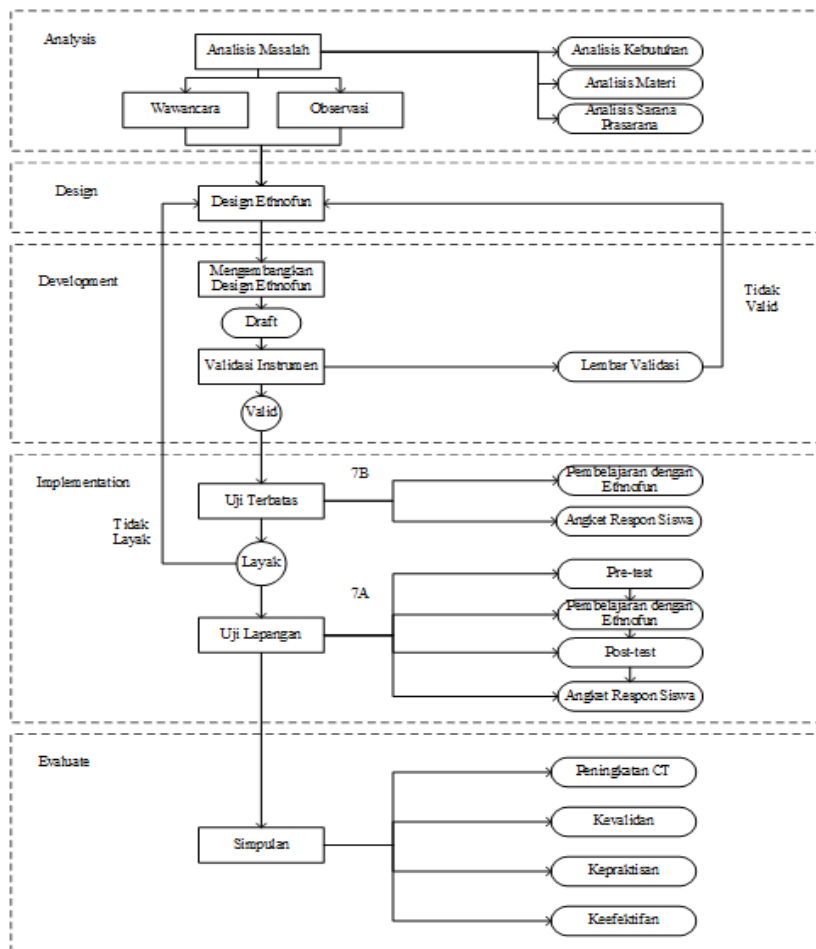 Analysis
Analisis Masalah
Analisis Kebutuhan
Analisis Materi
Wawancara
Observasi
Analisis Sarana
Prasarana
Design
Design Ethnofun
Development
Mengembangkan
Design Ethnofun
Tidak
Valid
Draft
Validasi Instrumen
Lembar Validasi
Valid
Implementation
7B
Pembelajaran dengan
Ethnofun
Uji Terbatas
Angket Respon Siswa
Tidak
Layak
Layak
7A
Pre-test
Pembelajaran dengan
Ethnofun
Uji Lapangan
Post-test
Angket Respon Siswa
Evaluate
Peningkatan CT
Kevalidan
Simpulan
Kepraktisan
Keefektifan